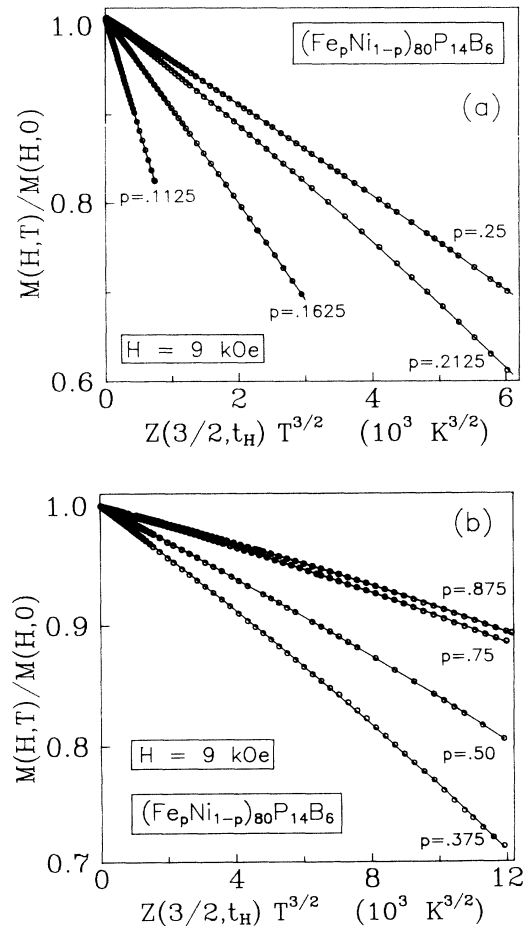 1.0
(Fe_pNi_{1-p})_{80}P_{14}B_6
(a)
M(H,T)/M(H,0)
p=.1125
0.8
p=.25
p=.1625
H = 9 kOe
p=.2125
0.6
0 2 4 6
Z(3/2,t_H) T^{3/2} (10^3 K^{3/2})
1.0
(b)
p=.875
M(H,T)/M(H,0)
0.9
p=.75
p=.50
H = 9 kOe
0.8
(Fe_pNi_{1-p})_{80}P_{14}B_6
p=.375
0.7
0 4 8 12
Z(3/2,t_H) T^{3/2} (10^3 K^{3/2})